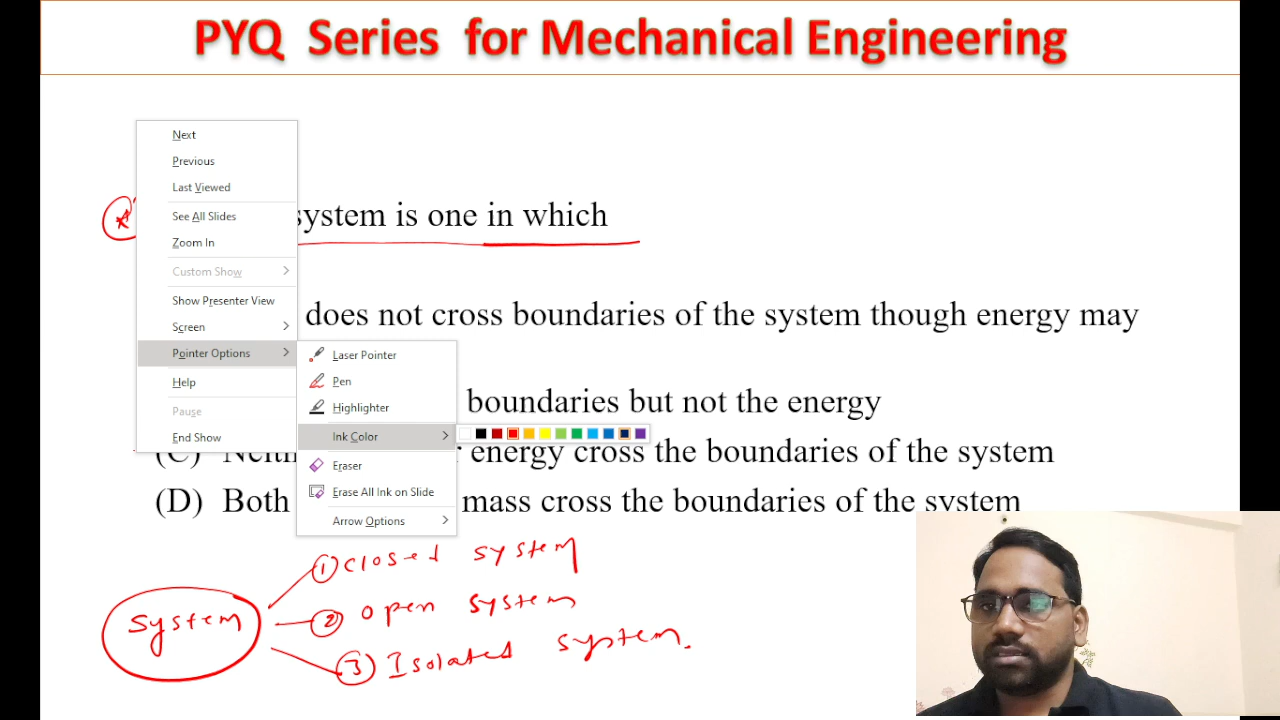 PYQ Series for Mechanical Engineering
Next
Previous
Last Viewed
See All Slides
Zoom In
Custom Show
Show Presenter View
Screen
Pointer Options
Help
Pause
End Show
system is one in which
does not cross boundaries of the system though energy may
Laser Pointer
Pen
Highlighter
Ink Color
Eraser
Erase All Ink on Slide
Arrow Options
boundaries but not the energy
(C) energy cross the boundaries of the system
(D) Both mass cross the boundaries of the system
System
① closed system
② open system
③ Isolated system.